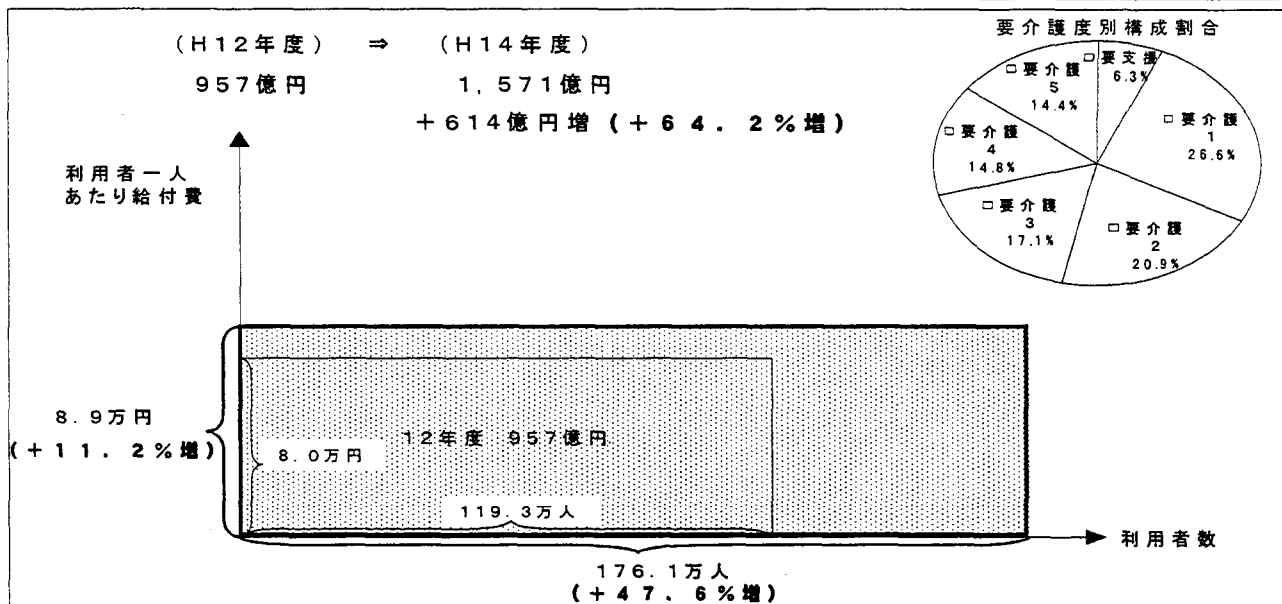 (H12年度) ⇒ (H14年度)
957億円 1,571億円
+614億円増 (+64.2%増)
利用者一人
あたり給付費
要介護度別構成割合
□要支援
6.3%
□要介護
1
26.6%
□要介護
2
20.9%
□要介護
3
17.1%
□要介護
4
14.8%
□要介護
5
14.4%
8.9万円
(+11.2%増)
12年度 957億円
8.0万円
119.3万人
利用者数
176.1万人
(+47.6%増)